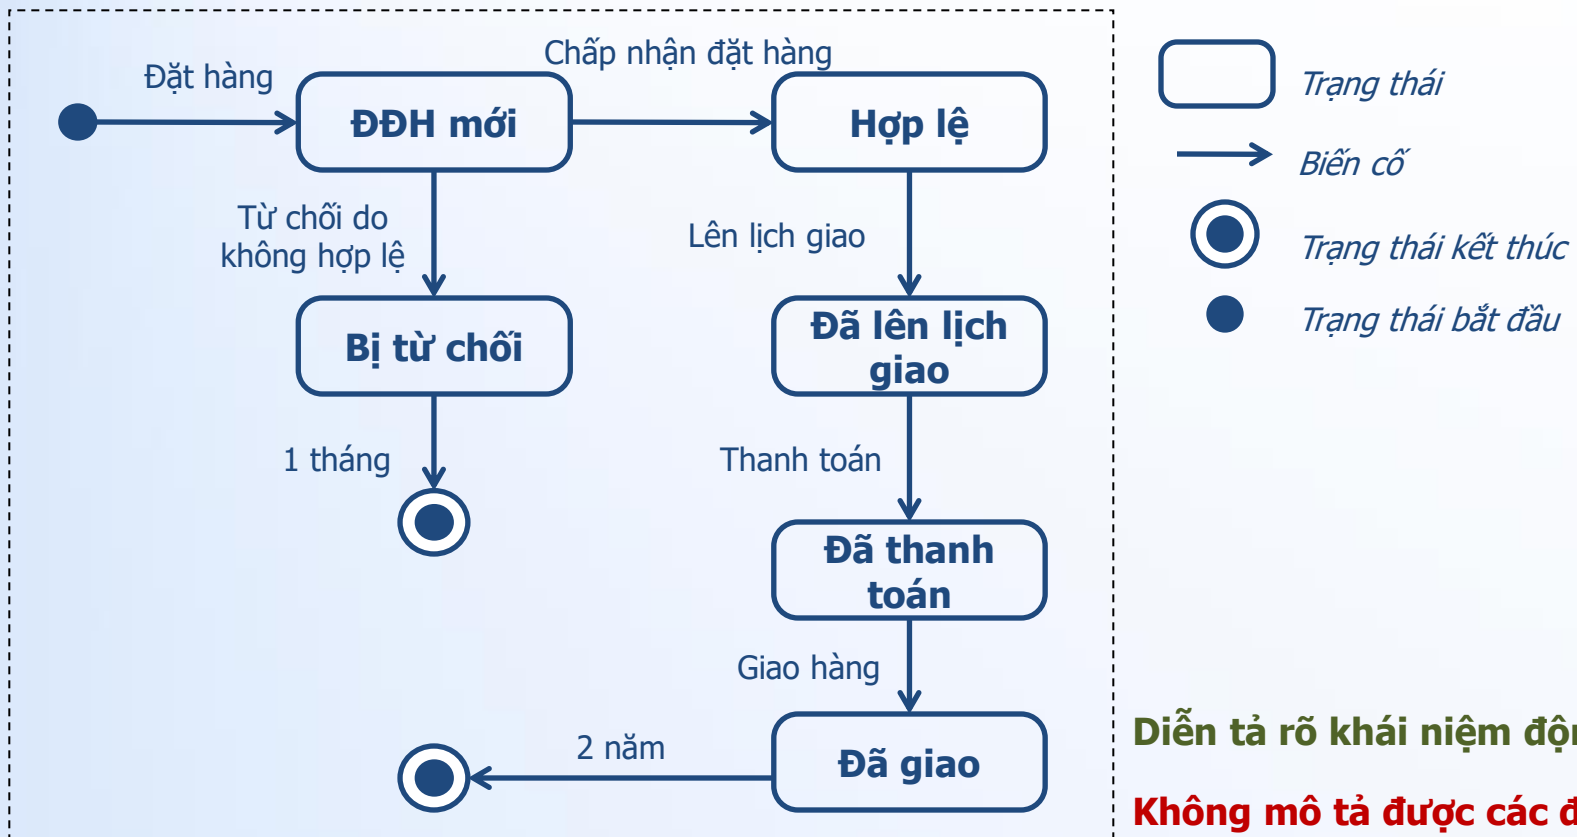 Đặt hàng
Chấp nhận đặt hàng
ĐĐH mới
Hợp lệ
Từ chối do
không hợp lệ
Lên lịch giao
Bị từ chối
Đã lên lịch
giao
1 tháng
Thanh toán
Đã thanh
toán
Giao hàng
2 năm
Đã giao
Trạng thái
Biến cố
Trạng thái kết thúc
Trạng thái bắt đầu
Diễn tả rõ khái niệm
Không mô tả được các